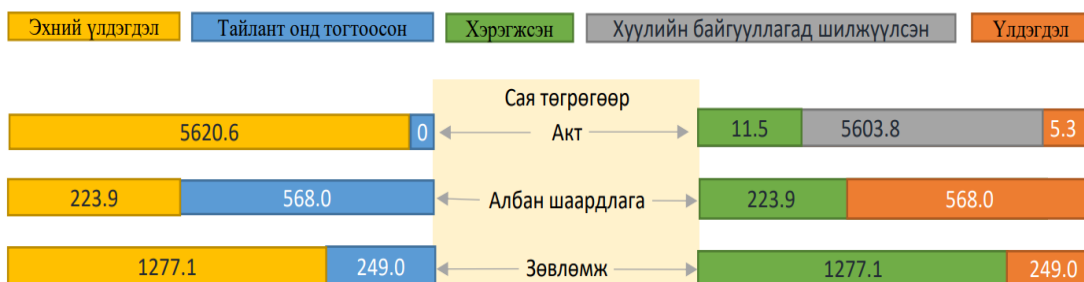 Эхний үлдэгдэл Тайлант онд тогтоосон Хэрэгжсэн Хуулийн байгууллагад шилжүүлсэн Үлдэгдэл
Сая төгрөгөөр
5620.6 0 Акт 11.5 5603.8 5.3
223.9 568.0 Албан шаардлага 223.9 568.0
1277.1 249.0 Зөвлөмж 1277.1 249.0